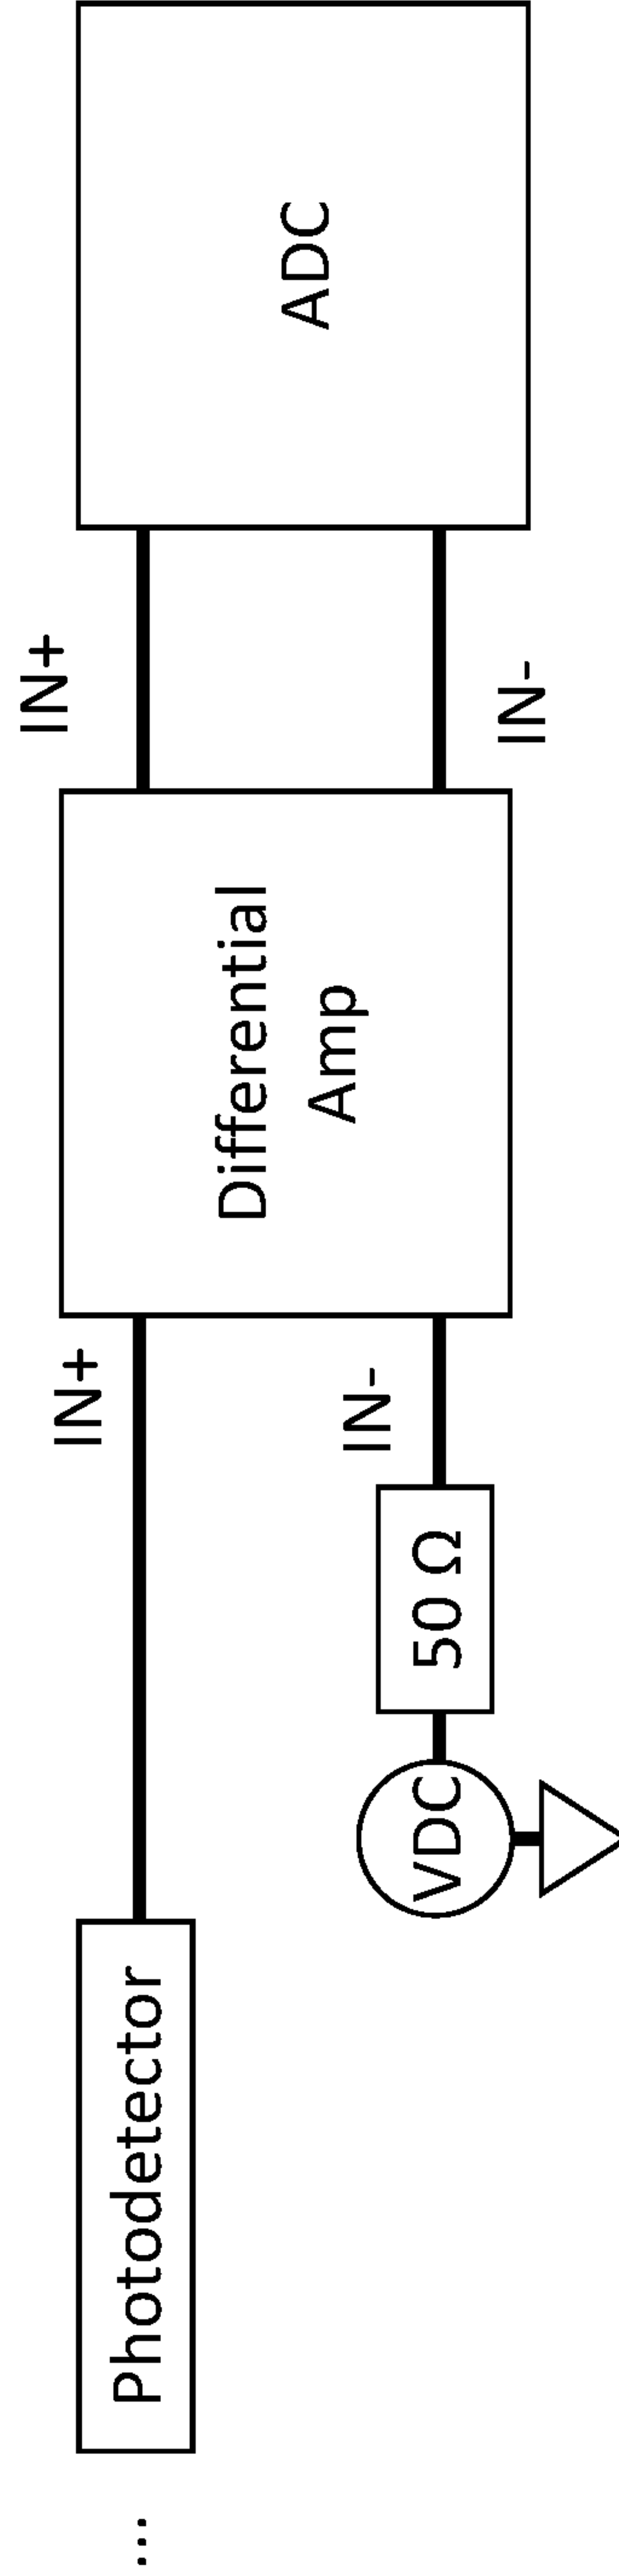 ...
Photodetector
IN+
Differential
Amp
IN+
ADC
VDC
50 Ω
IN-
IN-